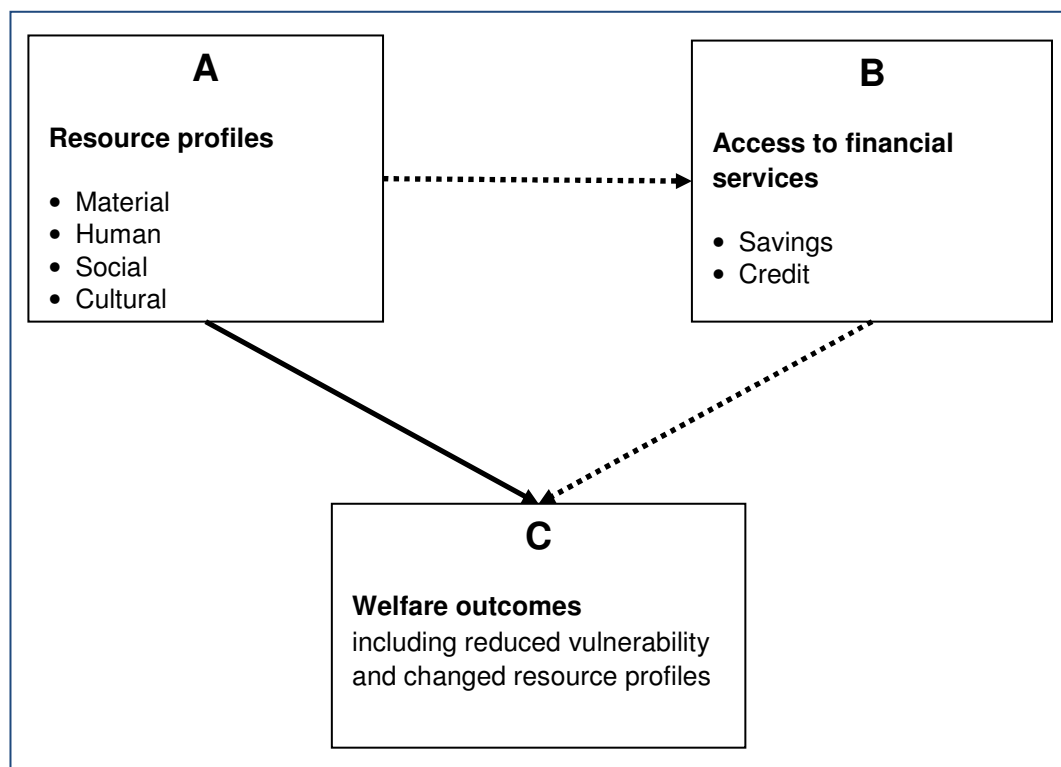 A
Resource profiles
• Material
• Human
• Social
• Cultural
B
Access to financial
services
• Savings
• Credit
C
Welfare outcomes
including reduced vulnerability
and changed resource profiles